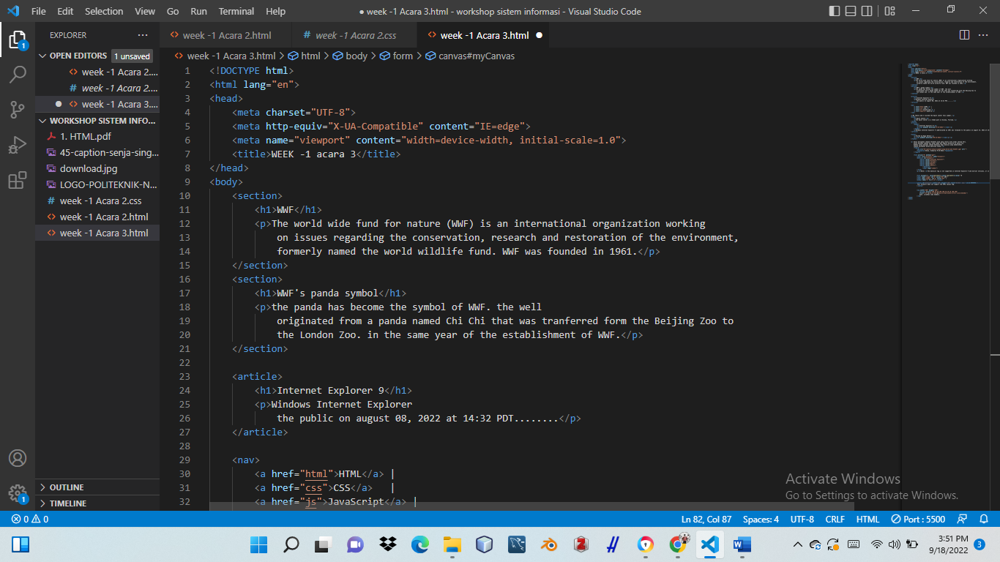 File Edit Selection View Go Run Terminal Help
● week -1 Acara 3.html - workshop sistem informasi - Visual Studio Code
EXPLORER ···
OPEN EDITORS 1 unsaved
week -1 Acara 2....
# week -1 Acara 2....
● week -1 Acara 3....
WORKSHOP SISTEM INFO...
1. HTML.pdf
45-caption-senja-sing...
download.jpg
LOGO-POLITEKNIK-N...
# week -1 Acara 2.css
week -1 Acara 2.html
week -1 Acara 3.html
OUTLINE
TIMELINE
1
1
week -1 Acara 2.html # week -1 Acara 2.css week -1 Acara 3.html ●
week -1 Acara 3.html > html > body > form > canvas#myCanvas
1 <!DOCTYPE html>
2 <html lang="en">
3 <head>
4 <meta charset="UTF-8">
5 <meta http-equiv="X-UA-Compatible" content="IE=edge">
6 <meta name="viewport" content="width=device-width, initial-scale=1.0">
7 <title>WEEK -1 acara 3</title>
8 </head>
9 <body>
10 <section>
11 <h1>WWF</h1>
12 <p>The world wide fund for nature (WWF) is an international organization working
13 on issues regarding the conservation, research and restoration of the environment,
14 formerly named the world wildlife fund. WWF was founded in 1961.</p>
15 </section>
16 <section>
17 <h1>WWF's panda symbol</h1>
18 <p>the panda has become the symbol of WWF. the well
19 originated from a panda named Chi Chi that was tranferred form the Beijing Zoo to
20 the London Zoo. in the same year of the establishment of WWF.</p>
21 </section>
22
23 <article>
24 <h1>Internet Explorer 9</h1>
25 <p>Windows Internet Explorer
26 the public on august 08, 2022 at 14:32 PDT........</p>
27 </article>
28
29 <nav>
30 <a href="html">HTML</a> |
31 <a href="css">CSS</a> |
32 <a href="js">JavaScript</a> |
Activate Windows
Go to Settings to activate Windows.
0 0 Ln 82, Col 87 Spaces: 4 UTF-8 CRLF HTML Port : 5500
3:51 PM
9/18/2022 3